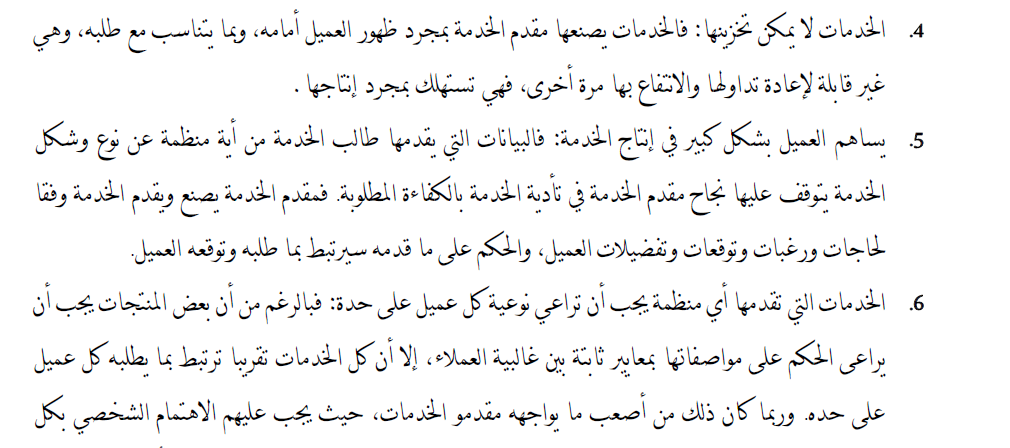 4. الخدمات لا يمكن تخزينها: فالخدمات يصنعها مقدم الخدمة بمجرد ظهور العميل أمامه، وبما يتناسب مع طلبه، وهي
غير قابلة لإعادة تداولها والانتفاع بها مرة أخرى، فهي تستهلك بمجرد إنتاجها .
5. يساهم العميل بشكل كبير في إنتاج الخدمة: فالبيانات التي يقدمها طالب الخدمة من أية منظمة عن نوع وشكل
الخدمة يتوقف عليها نجاح مقدم الخدمة في تأدية الخدمة بالكفاءة المطلوبة. فمقدم الخدمة يصنع ويقدم الخدمة وفقا
لحاجات ورغبات وتوقعات وتفضيلات العميل، والحكم على ما قدمه سيرتبط بما طلبه وتوقعه العميل.
6. الخدمات التي تقدمها أي منظمة يجب أن تراعي نوعية كل عميل على حدة: فبالرغم من أن بعض المنتجات يجب أن
يراعى الحكم على مواصفاتها بمعايير ثابتة بين غالبية العملاء، إلا أن كل الخدمات تقريبا ترتبط بما يطلبه كل عميل
على حده. وربما كان ذلك من أصعب ما يواجهه مقدمو الخدمات، حيث يجب عليهم الاهتمام الشخصي بكل